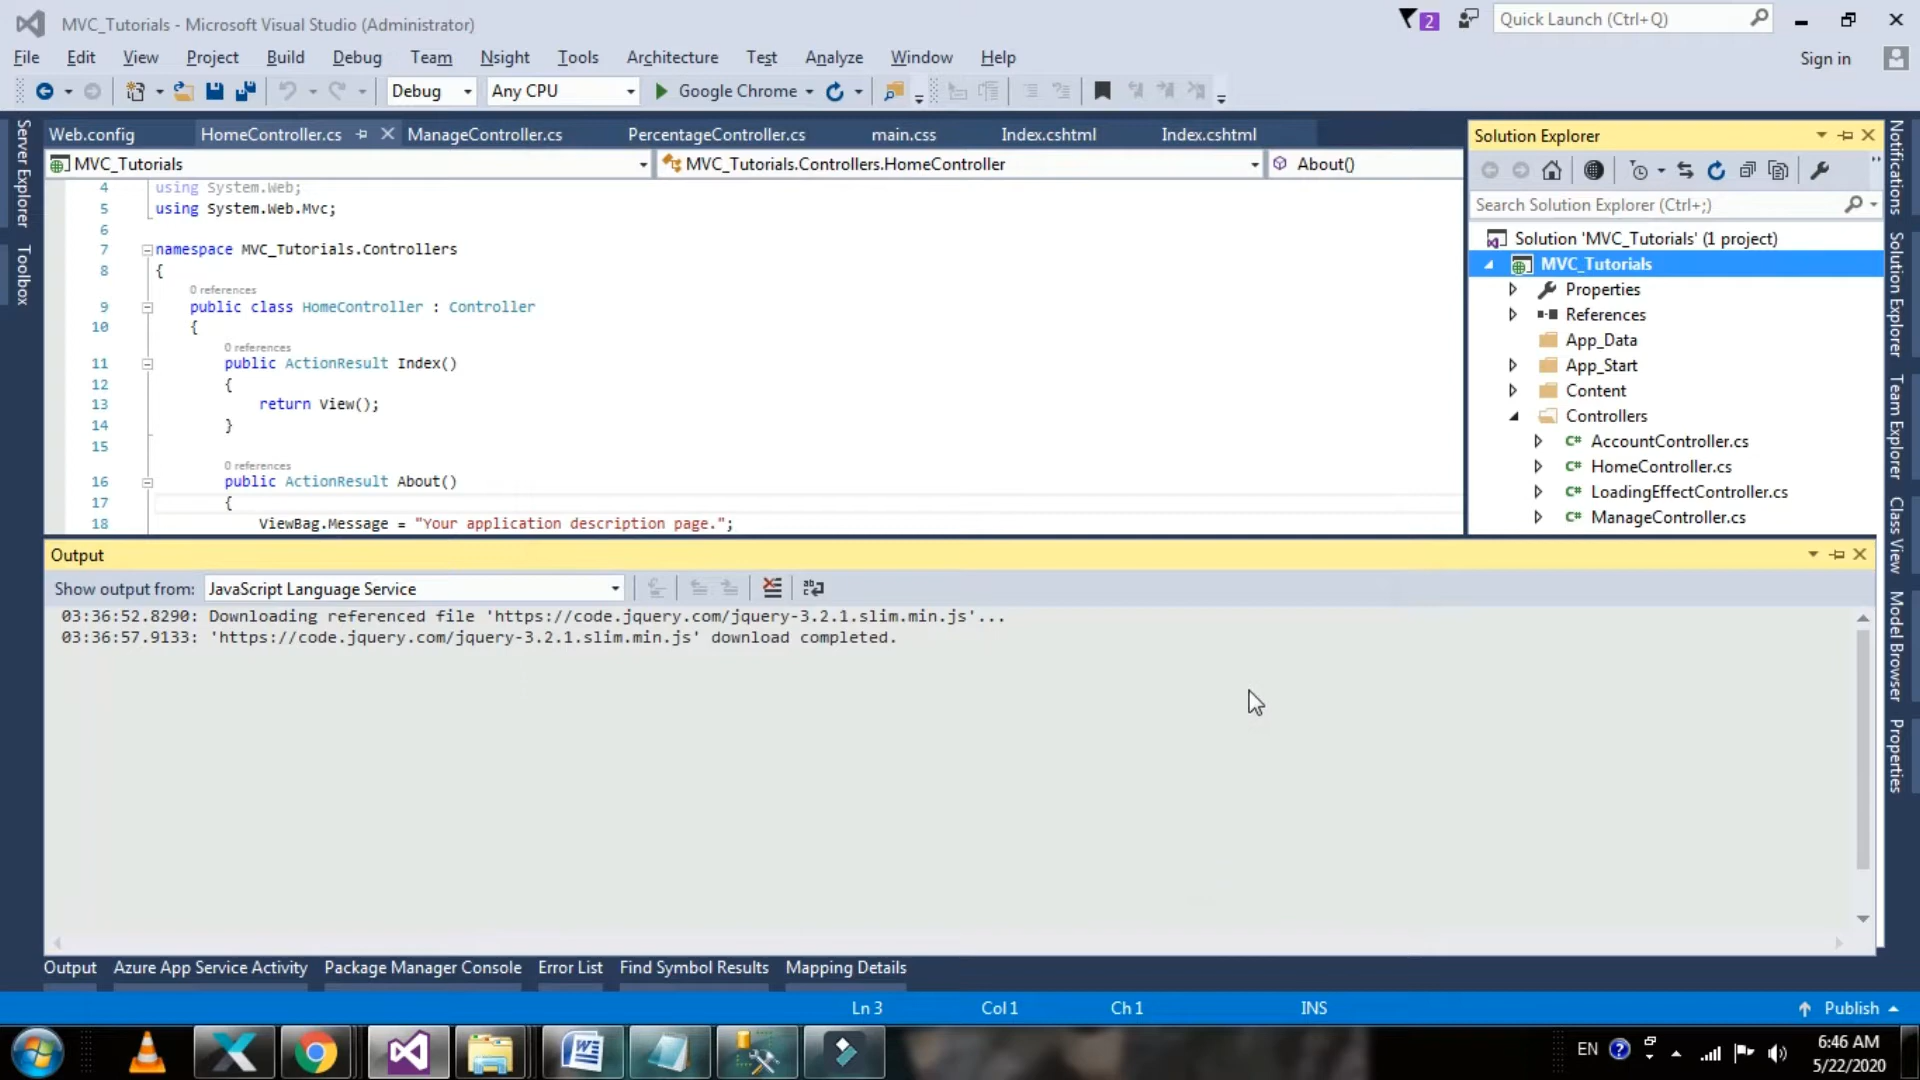 MVC_Tutorials - Microsoft Visual Studio (Administrator)
2
Quick Launch (Ctrl+Q)
File Edit View Project Build Debug Team Nsight Tools Architecture Test Analyze Window Help
Sign in
Debug Any CPU Google Chrome
Web.config HomeController.cs ManageController.cs PercentageController.cs main.css Index.cshtml Index.cshtml
MVC_Tutorials MVC_Tutorials.Controllers.HomeController About()
4 using System.Web;
5 using System.Web.Mvc;
6
7 namespace MVC_Tutorials.Controllers
8 {
0 references
9 public class HomeController : Controller
10 {
0 references
11 public ActionResult Index()
12 {
13 return View();
14 }
15
0 references
16 public ActionResult About()
17 {
18 ViewBag.Message = "Your application description page.";
Server Explorer
Toolbox
Solution Explorer
Search Solution Explorer (Ctrl+;)
Solution 'MVC_Tutorials' (1 project)
MVC_Tutorials
Properties
References
App_Data
App_Start
Content
Controllers
C# AccountController.cs
C# HomeController.cs
C# LoadingEffectController.cs
C# ManageController.cs
Notifications
Solution Explorer
Team Explorer
Class View
Model Browser
Properties
Output
Show output from: JavaScript Language Service
03:36:52.8290: Downloading referenced file 'https://code.jquery.com/jquery-3.2.1.slim.min.js'...
03:36:57.9133: 'https://code.jquery.com/jquery-3.2.1.slim.min.js' download completed.
Output Azure App Service Activity Package Manager Console Error List Find Symbol Results Mapping Details
Ln 3 Col 1 Ch 1 INS Publish
EN
6:46 AM
5/22/2020